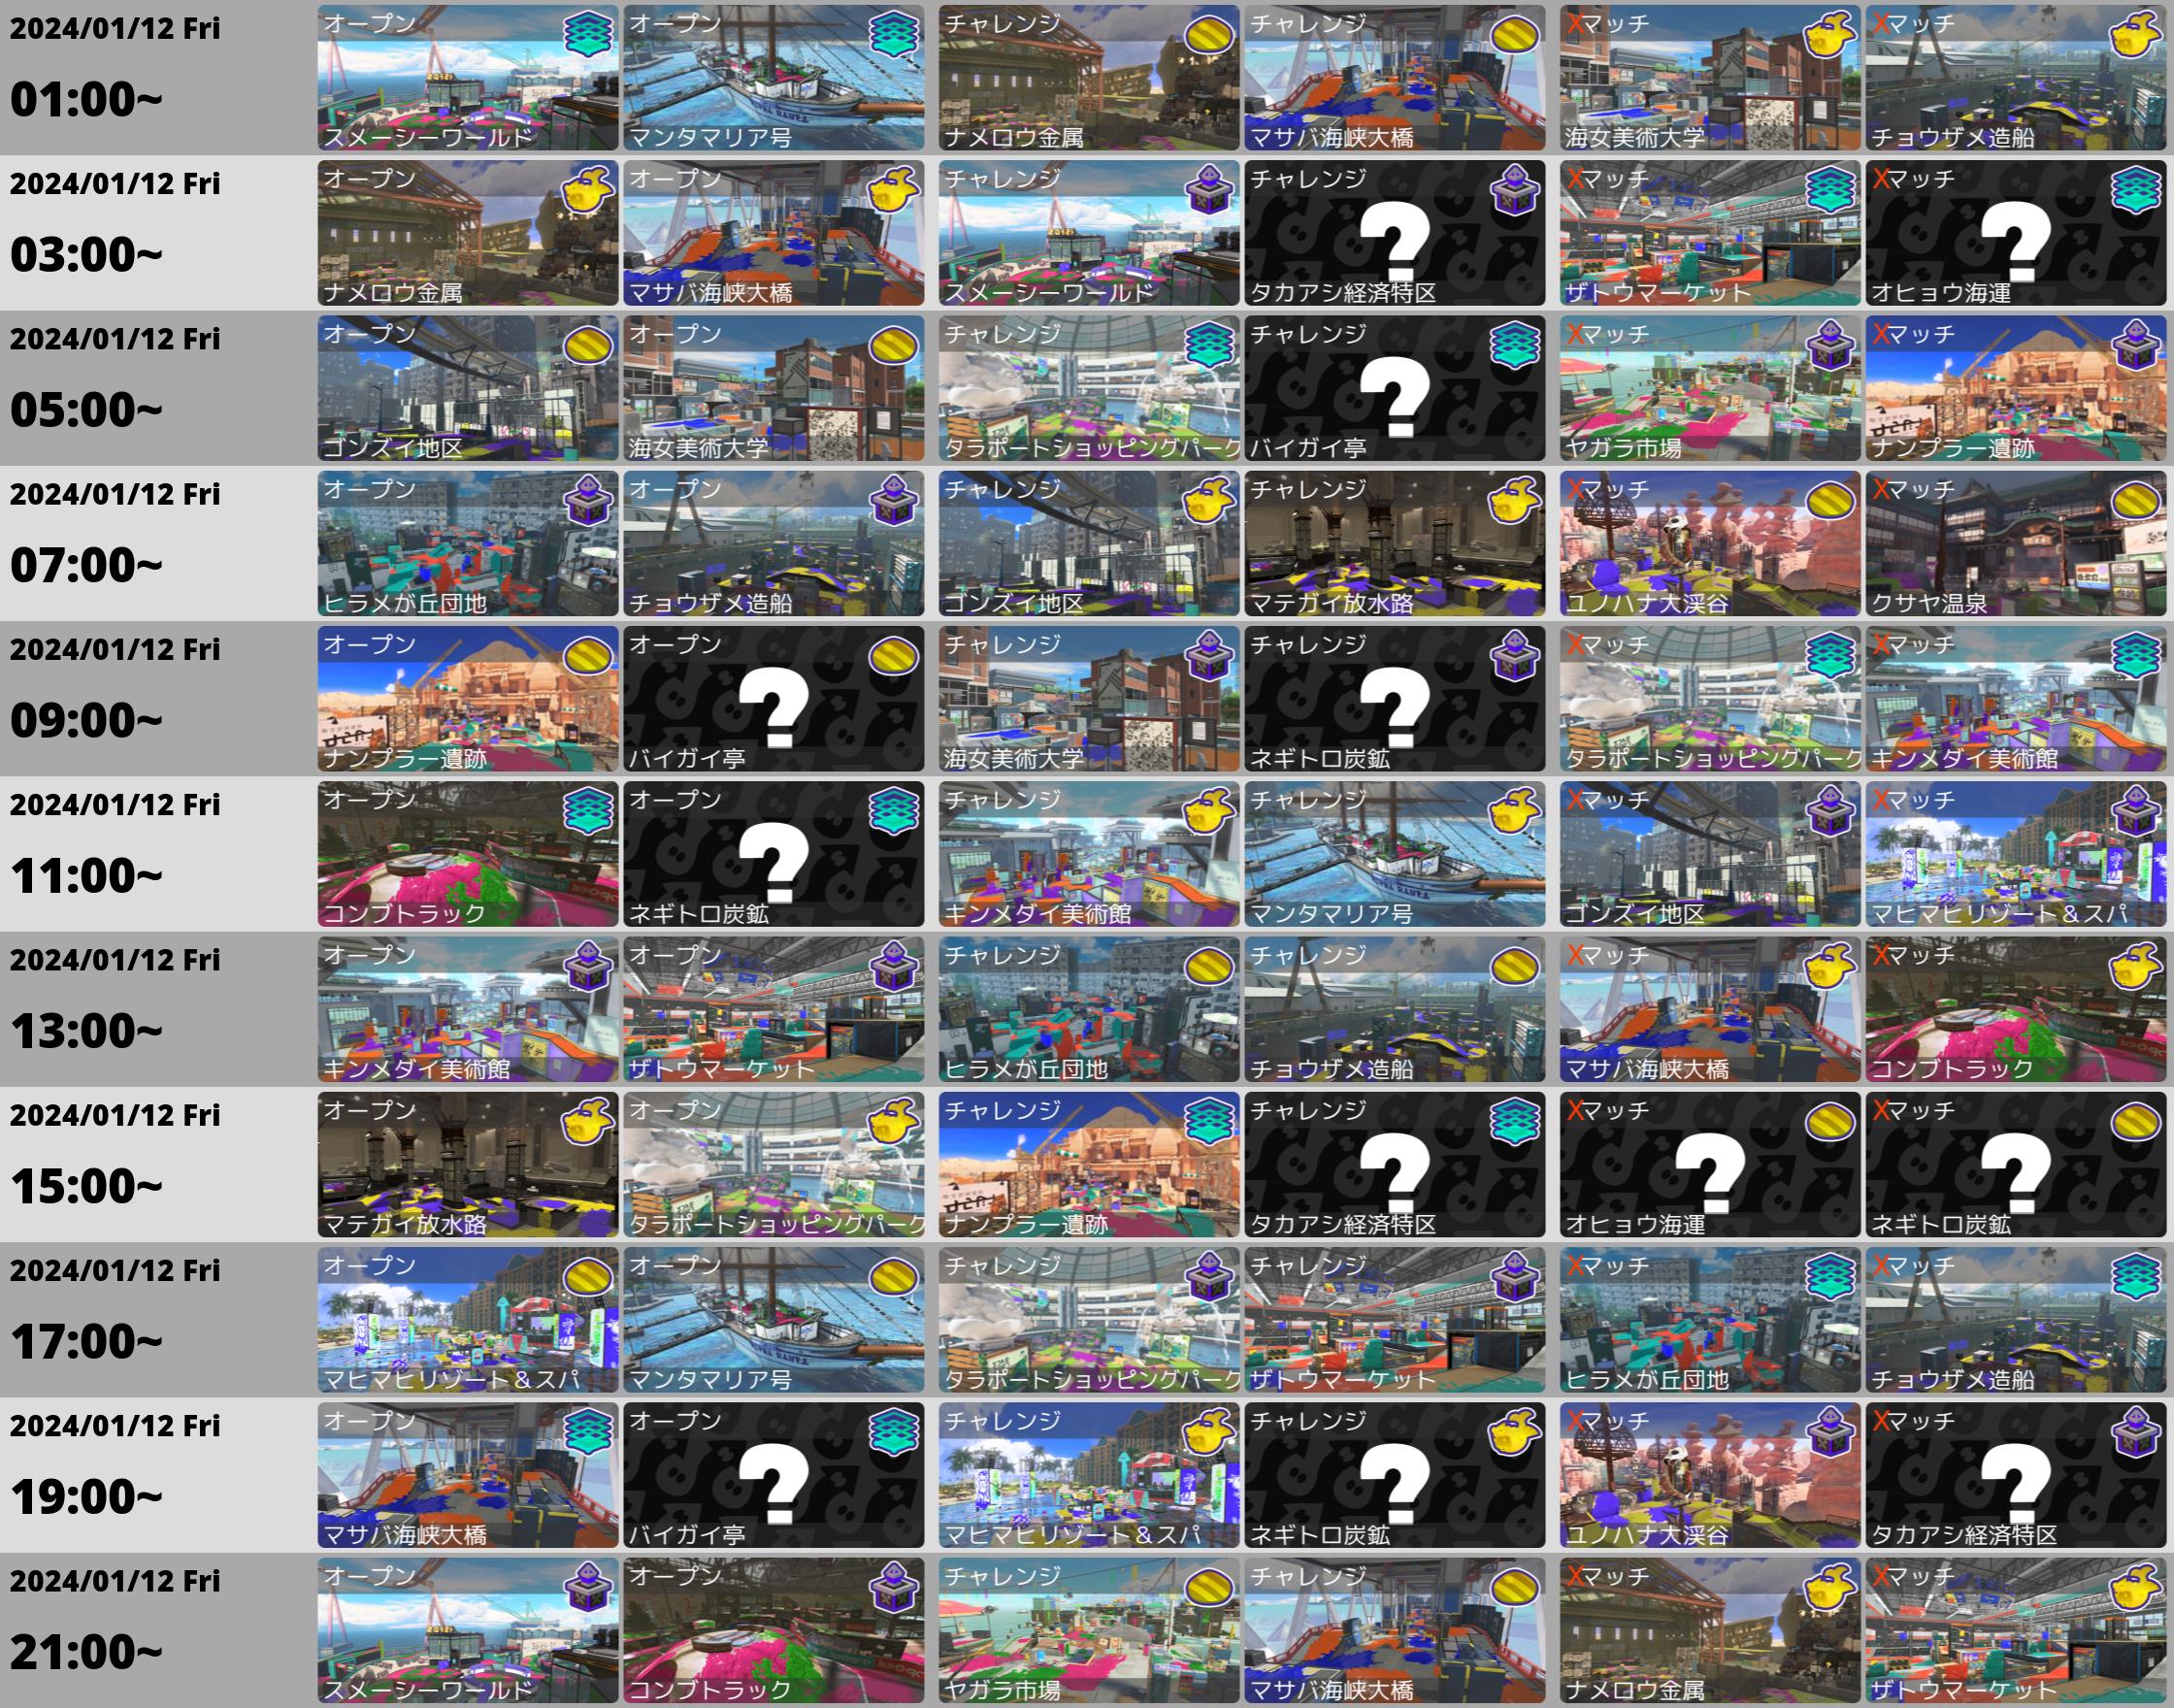 2024/01/12 Fri
01:00~
オープン
スメーシーワールド
オープン
マンタマリア号
チャレンジ
ナメロウ金属
チャレンジ
マサバ海峡大橋
Xマッチ
海女美術大学
Xマッチ
チョウザメ造船
2024/01/12 Fri
03:00~
オープン
ナメロウ金属
オープン
マサバ海峡大橋
チャレンジ
スメーシーワールド
チャレンジ
?
タカアシ経済特区
Xマッチ
ザトウマーケット
Xマッチ
?
オヒョウ海運
2024/01/12 Fri
05:00~
オープン
ゴンズイ地区
オープン
海女美術大学
チャレンジ
タラポートショッピングパーク
チャレンジ
?
バイガイ亭
Xマッチ
ヤガラ市場
Xマッチ
ナンプラー遺跡
2024/01/12 Fri
07:00~
オープン
ヒラメが丘団地
オープン
チョウザメ造船
チャレンジ
ゴンズイ地区
チャレンジ
マテガイ放水路
Xマッチ
ユノハナ大渓谷
Xマッチ
クサヤ温泉
2024/01/12 Fri
09:00~
オープン
ナンプラー遺跡
オープン
?
バイガイ亭
チャレンジ
海女美術大学
チャレンジ
?
ネギトロ炭鉱
Xマッチ
タラポートショッピングパーク
Xマッチ
キンメダイ美術館
2024/01/12 Fri
11:00~
オープン
コンブトラック
オープン
?
ネギトロ炭鉱
チャレンジ
キンメダイ美術館
チャレンジ
マンタマリア号
Xマッチ
ゴンズイ地区
Xマッチ
マヒマヒリゾート＆スパ
2024/01/12 Fri
13:00~
オープン
キンメダイ美術館
オープン
ザトウマーケット
チャレンジ
ヒラメが丘団地
チャレンジ
チョウザメ造船
Xマッチ
マサバ海峡大橋
Xマッチ
コンブトラック
2024/01/12 Fri
15:00~
オープン
マテガイ放水路
オープン
タラポートショッピングパーク
チャレンジ
ナンプラー遺跡
チャレンジ
?
タカアシ経済特区
Xマッチ
?
オヒョウ海運
Xマッチ
?
ネギトロ炭鉱
2024/01/12 Fri
17:00~
オープン
マヒマヒリゾート＆スパ
オープン
マンタマリア号
チャレンジ
タラポートショッピングパーク
チャレンジ
ザトウマーケット
Xマッチ
ヒラメが丘団地
Xマッチ
チョウザメ造船
2024/01/12 Fri
19:00~
オープン
マサバ海峡大橋
オープン
?
バイガイ亭
チャレンジ
マヒマヒリゾート＆スパ
チャレンジ
?
ネギトロ炭鉱
Xマッチ
ユノハナ大渓谷
Xマッチ
?
タカアシ経済特区
2024/01/12 Fri
21:00~
オープン
スメーシーワールド
オープン
コンブトラック
チャレンジ
ヤガラ市場
チャレンジ
マサバ海峡大橋
Xマッチ
ナメロウ金属
Xマッチ
ザトウマーケット